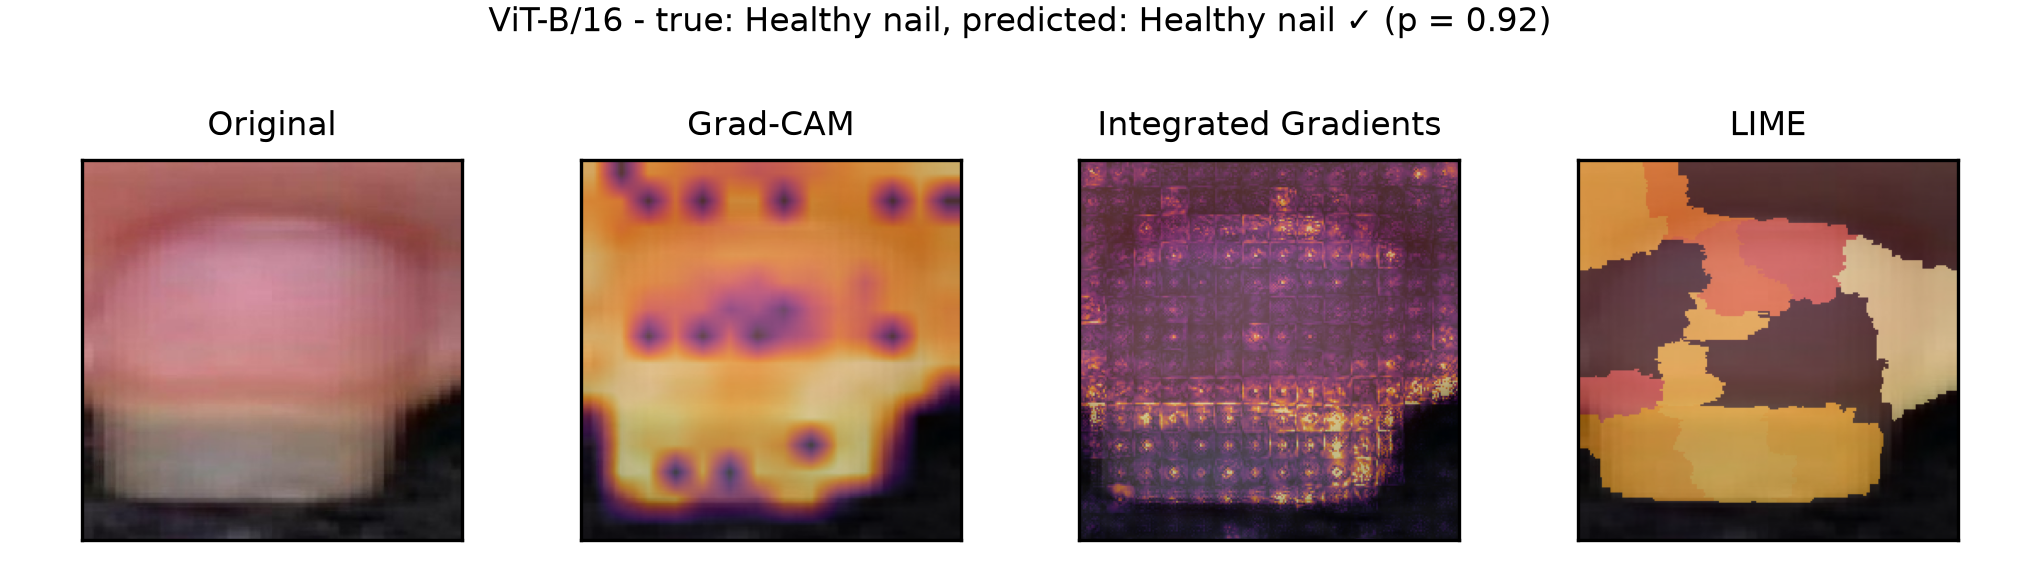 ViT-B/16 - true: Healthy nail, predicted: Healthy nail ✓ (p = 0.92)
Original
Grad-CAM
Integrated Gradients
LIME